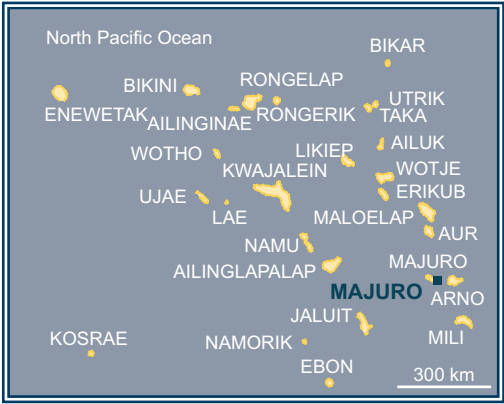 North Pacific Ocean
BIKAR
BIKINI
RONGELAP
ENEWETAK
AILINGINAE
RONGERIK
UTRIK
TAKA
WOTHO
LIKIEP
AILUK
KWAJALEIN
WOTJE
UJAE
ERIKUB
LAE
MALOELAP
NAMU
AUR
AILINGLAPALAP
MAJURO
MAJURO
ARNO
JALUIT
KOSRAE
NAMORIK
MILI
EBON
300 km